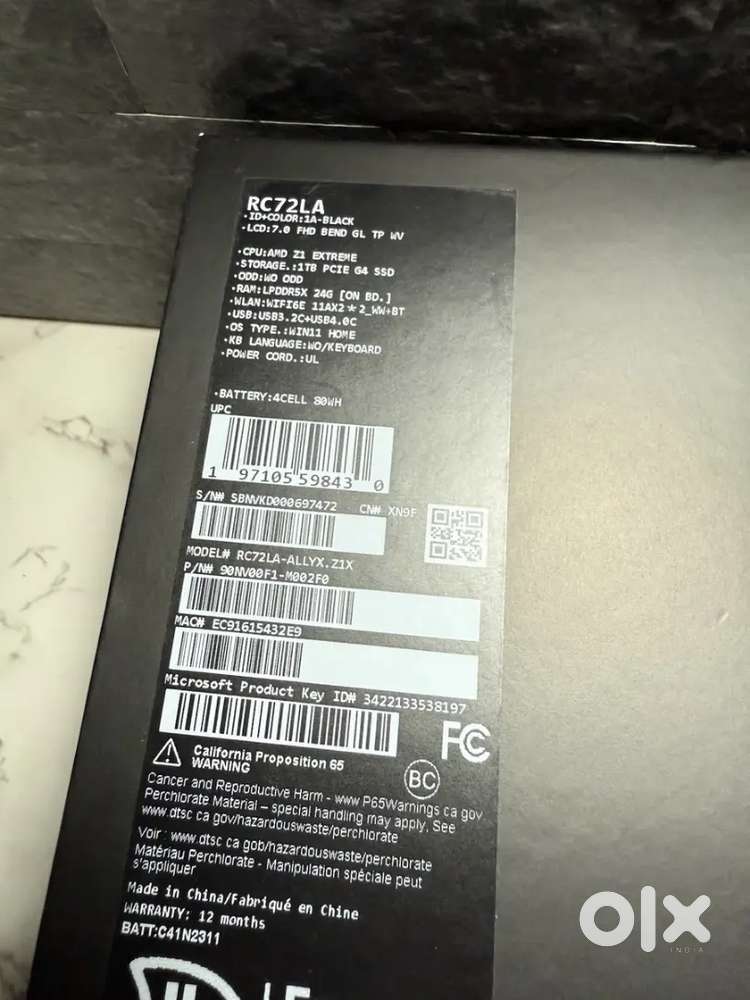 RC72LA
·ID+COLOR:1A-BLACK
·LCD:7.0 FHD BEND GL TP WV
·CPU:AMD Z1 EXTREME
·STORAGE.:1TB PCIE G4 SSD
·ODD:WO ODD
·RAM:LPDDR5X 24G [ON BD.]
·WLAN:WIFI6E 11AX2*2_WW+BT
·USB:USB3.2C+USB4.0C
·OS TYPE.:WIN11 HOME
·KB LANGUAGE:WO/KEYBOARD
·POWER CORD.:UL
·BATTERY:4CELL 80WH
UPC
1 97105 59843 0
S/N# SBNVKD000697472 CN# XN9F
MODEL# RC72LA-ALLYX.Z1X
P/N# 90NV00F1-M002F0
MAC# EC91615432E9
Microsoft Product Key ID# 3422133538197
FC
California Proposition 65
WARNING
BC
Cancer and Reproductive Harm - www.P65Warnings.ca.gov
Perchlorate Material – special handling may apply, See
www.dtsc.ca.gov/hazardouswaste/perchlorate
Voir : www.dtsc.ca.gob/hazardouswaste/perchlorate
Matériau Perchlorate - Manipulation spéciale peut
s'appliquer
Made in China/Fabriqué en Chine
WARRANTY: 12 months
BATT:C41N2311
olx
INDIA